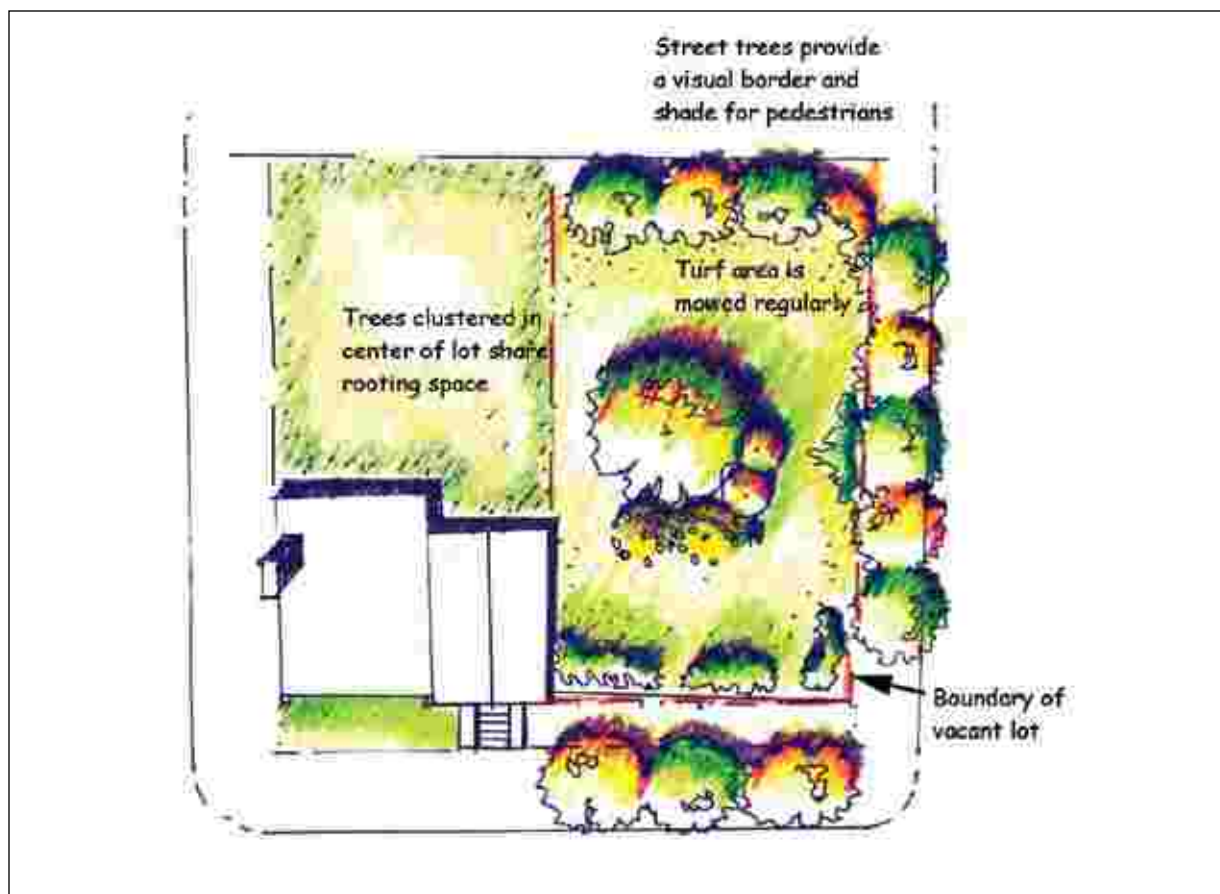 Street trees provide
a visual border and
shade for pedestrians
Turf area is
mowed regularly
Trees clustered in
center of lot share
rooting space
Boundary of
vacant lot